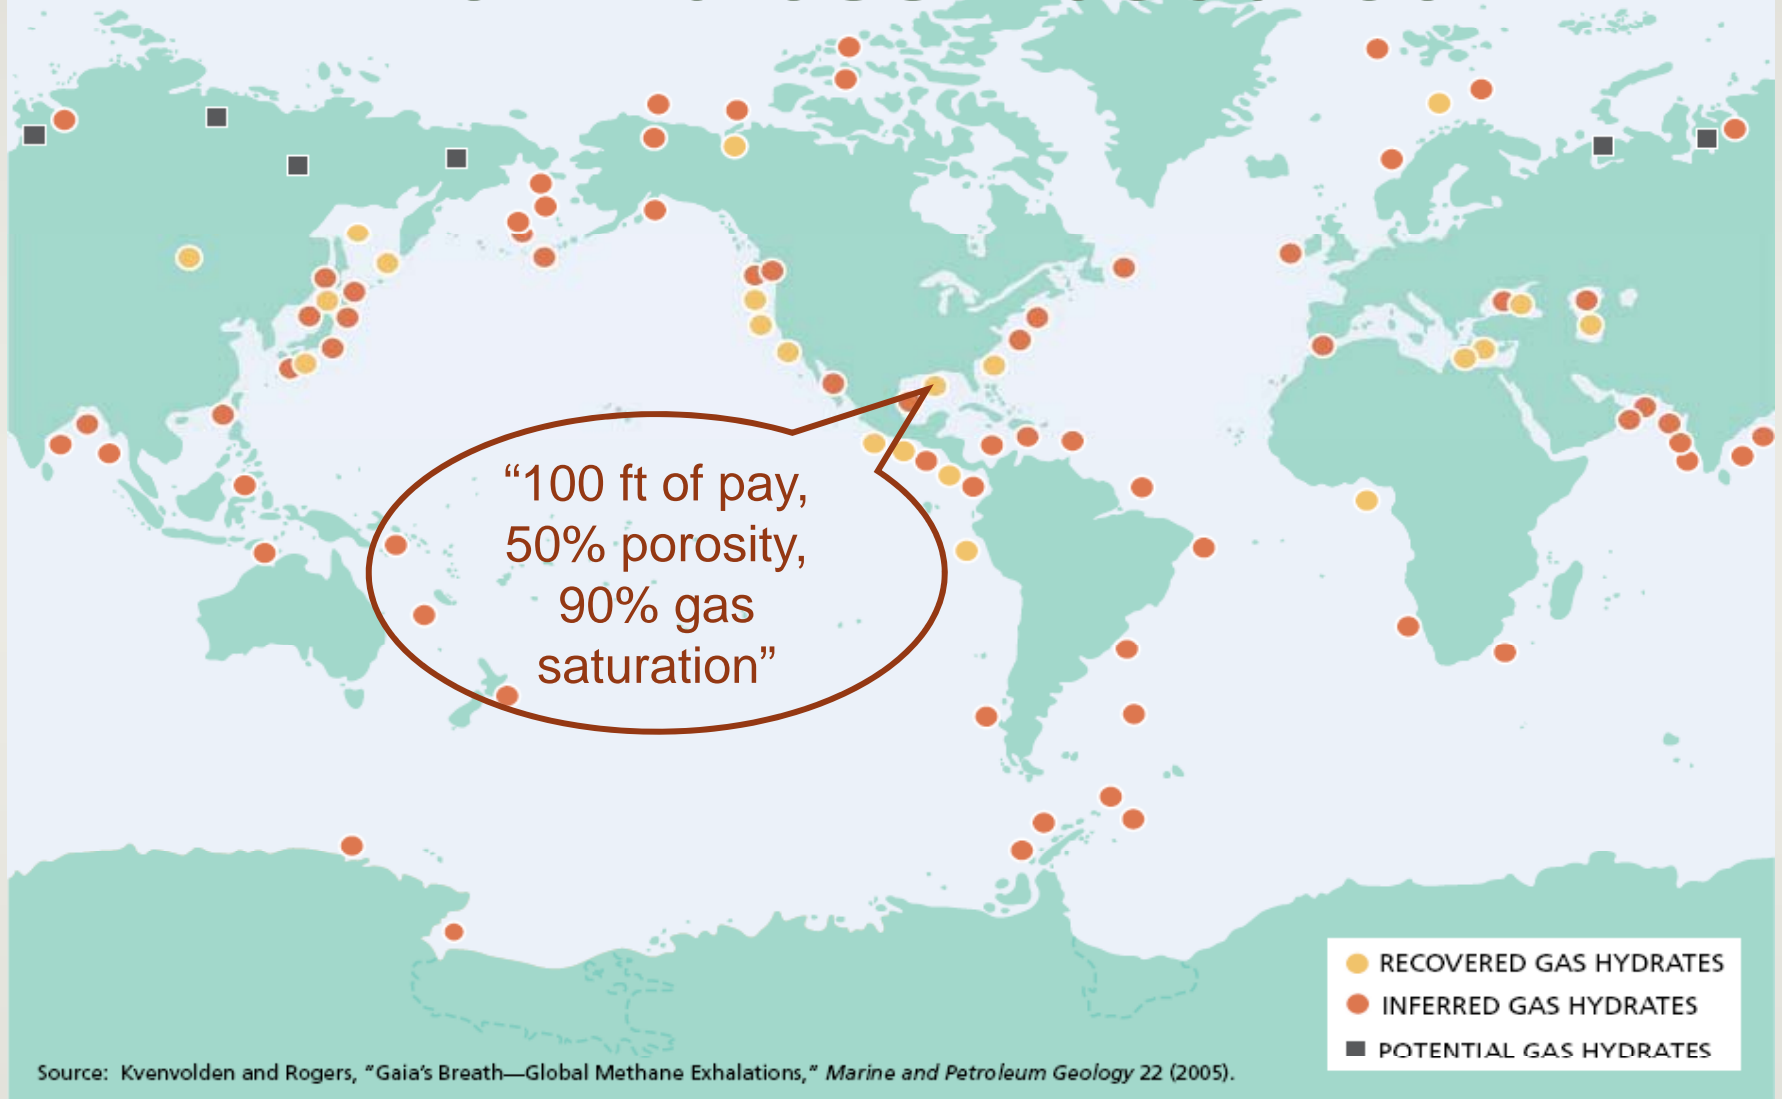 “100 ft of pay,
50% porosity,
90% gas
saturation”
RECOVERED GAS HYDRATES
INFERRED GAS HYDRATES
POTENTIAL GAS HYDRATES
Source: Kvenvolden and Rogers, “Gaia’s Breath—Global Methane Exhalations,” Marine and Petroleum Geology 22 (2005).